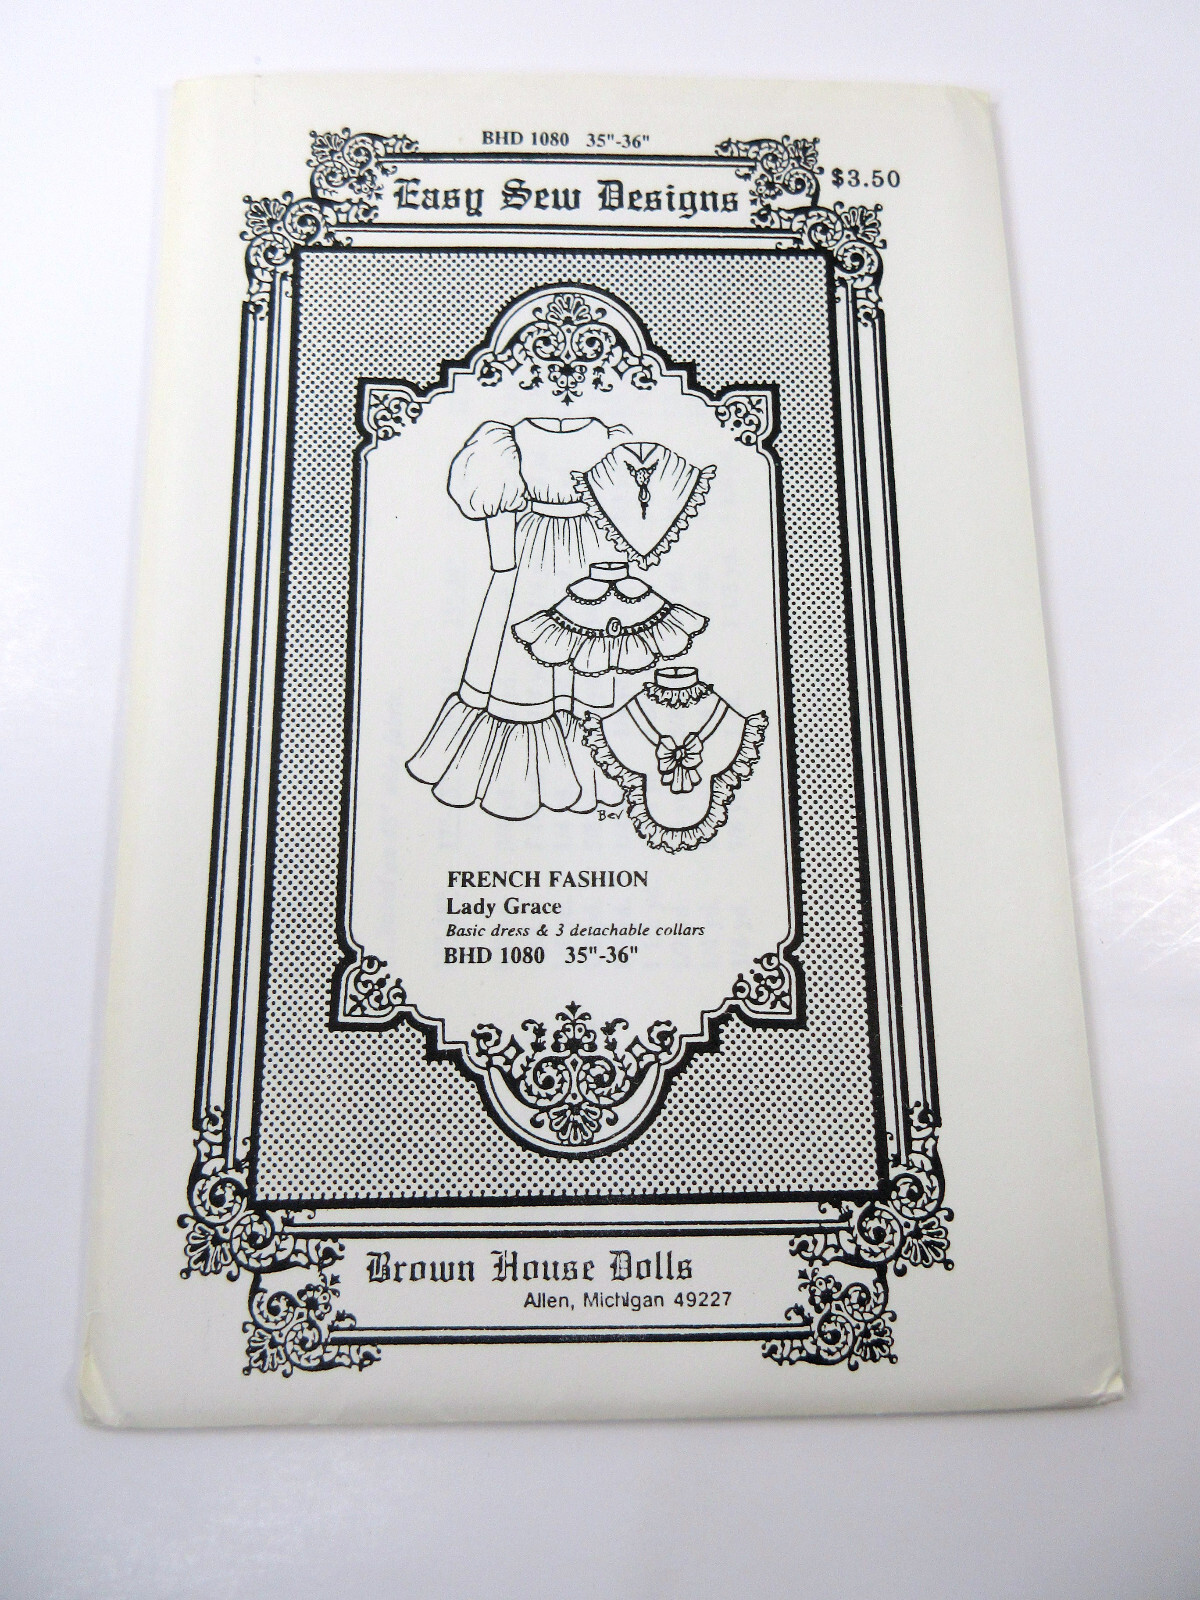 BHD 1080 35"-36"
Easy Sew Designs
$3.50
Bev
FRENCH FASHION
Lady Grace
Basic dress & 3 detachable collars
BHD 1080 35"-36"
Brown House Dolls
Allen, Michigan 49227